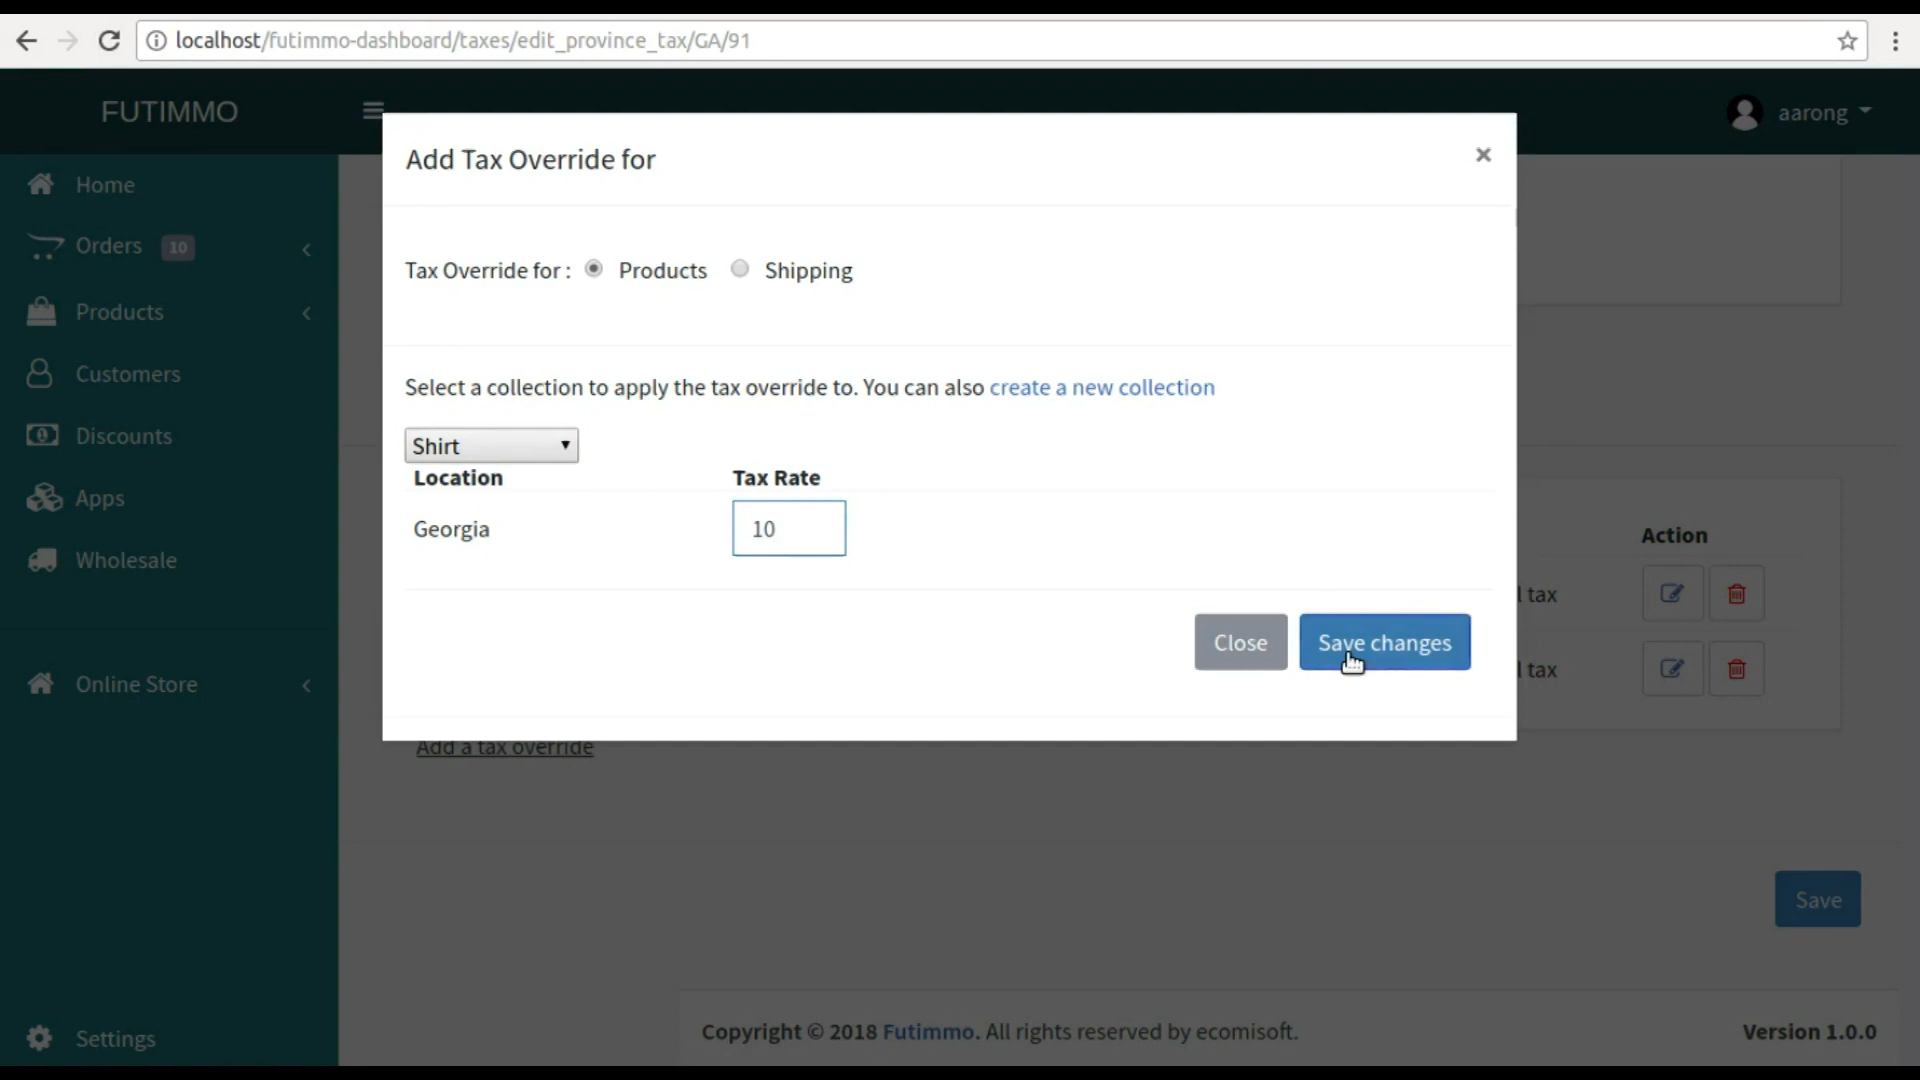 localhost/futimmo-dashboard/taxes/edit_province_tax/GA/91
FUTIMMO
aarong
Home
Orders 10
Products
Customers
Discounts
Apps
Wholesale
Online Store
Settings
Add Tax Override for
×
Tax Override for : Products Shipping
Select a collection to apply the tax override to. You can also create a new collection
Shirt
Location Tax Rate
Georgia 10
Close Save changes
Action
l tax
l tax
Add a tax override
Save
Copyright © 2018 Futimmo. All rights reserved by ecomisoft.
Version 1.0.0